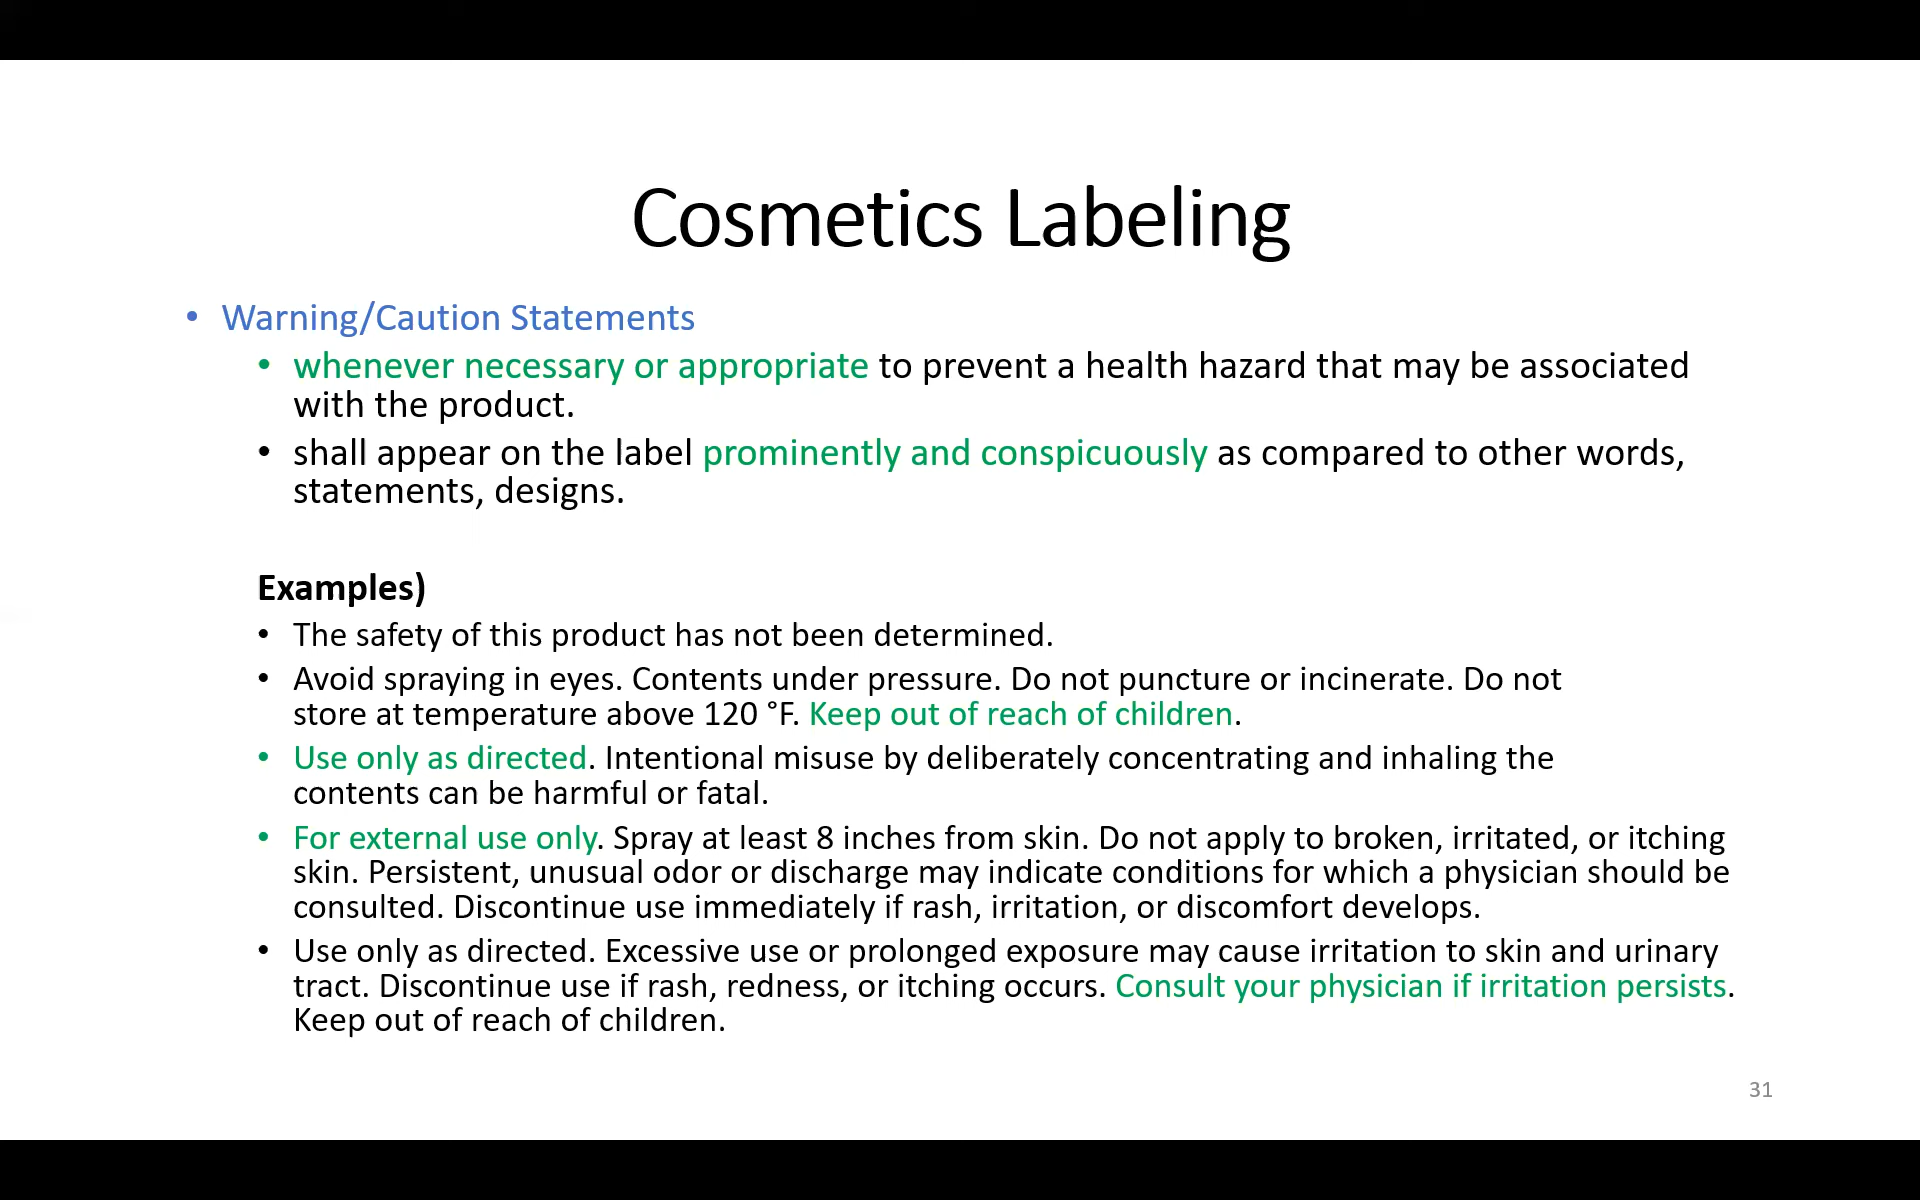 Cosmetics Labeling
• Warning/Caution Statements
• whenever necessary or appropriate to prevent a health hazard that may be associated
with the product.
• shall appear on the label prominently and conspicuously as compared to other words,
statements, designs.
Examples)
• The safety of this product has not been determined.
• Avoid spraying in eyes. Contents under pressure. Do not puncture or incinerate. Do not
store at temperature above 120 °F. Keep out of reach of children.
• Use only as directed. Intentional misuse by deliberately concentrating and inhaling the
contents can be harmful or fatal.
• For external use only. Spray at least 8 inches from skin. Do not apply to broken, irritated, or itching
skin. Persistent, unusual odor or discharge may indicate conditions for which a physician should be
consulted. Discontinue use immediately if rash, irritation, or discomfort develops.
• Use only as directed. Excessive use or prolonged exposure may cause irritation to skin and urinary
tract. Discontinue use if rash, redness, or itching occurs. Consult your physician if irritation persists.
Keep out of reach of children.
31